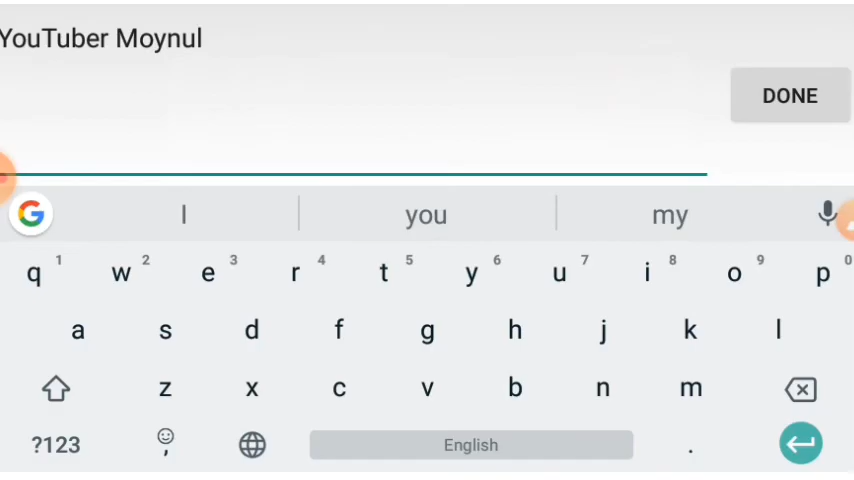 YouTuber Moynul
DONE
I you my
q 1 w 2 e 3 r 4 t 5 y 6 u 7 i 8 o 9 p 0
a s d f g h j k l
z x c v b n m
?123 , English .